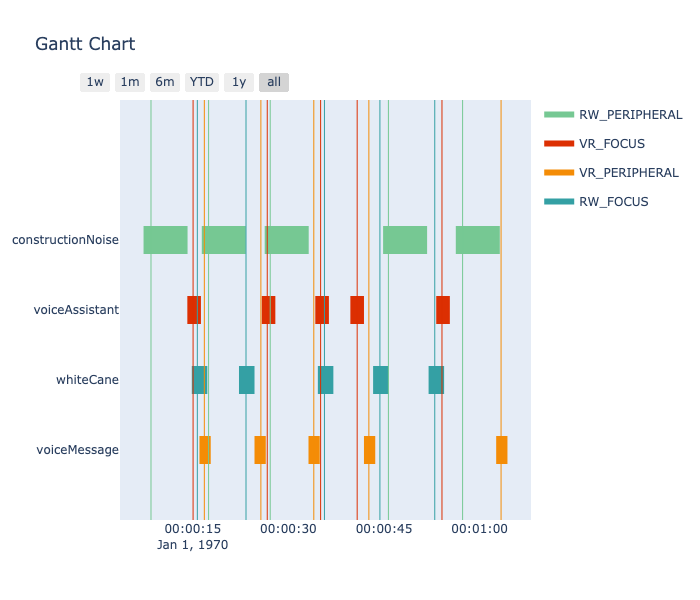 Gantt Chart
1w 1m 6m YTD 1y all
RW_PERIPHERAL
VR_FOCUS
VR_PERIPHERAL
RW_FOCUS
constructionNoise
voiceAssistant
whiteCane
voiceMessage
00:00:15 00:00:30 00:00:45 00:01:00
Jan 1, 1970